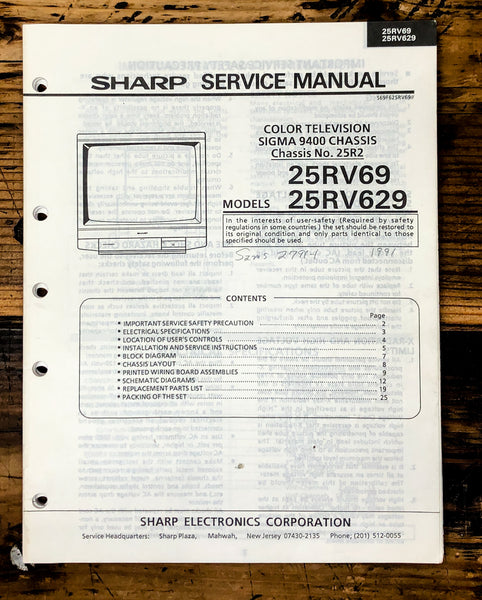 25RV69
25RV629
SHARP SERVICE MANUAL
S69F625RV69//
COLOR TELEVISION
SIGMA 9400 CHASSIS
Chassis No. 25R2
25RV69
MODELS 25RV629
In the interests of user-safety (Required by safety
regulations in some countries ) the set should be restored to
its original condition and only parts identical to those
specified should be used.
Sams 2791-1 1991
CONTENTS
Page
• IMPORTANT SERVICE SAFETY PRECAUTION 2
• ELECTRICAL SPECIFICATIONS 3
• LOCATION OF USER'S CONTROLS 4
• INSTALLATION AND SERVICE INSTRUCTIONS 5
• BLOCK DIAGRAM 7
• CHASSIS LAYOUT 8
• PRINTED WIRING BOARD ASSEMBLIES 9
• SCHEMATIC DIAGRAMS 12
• REPLACEMENT PARTS LIST 19
• PACKING OF THE SET 25
SHARP ELECTRONICS CORPORATION
Service Headquarters: Sharp Plaza, Mahwah, New Jersey 07430-2135 Phone; (201) 512-0055